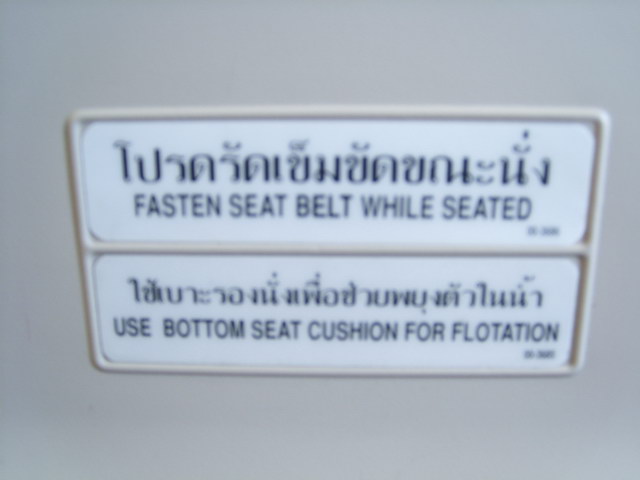 โปรดรัดเข็มขัดขณะนั่ง
FASTEN SEAT BELT WHILE SEATED
ใช้เบาะรองนั่งเพื่อช่วยพยุงตัวในน้ำ
USE BOTTOM SEAT CUSHION FOR FLOTATION